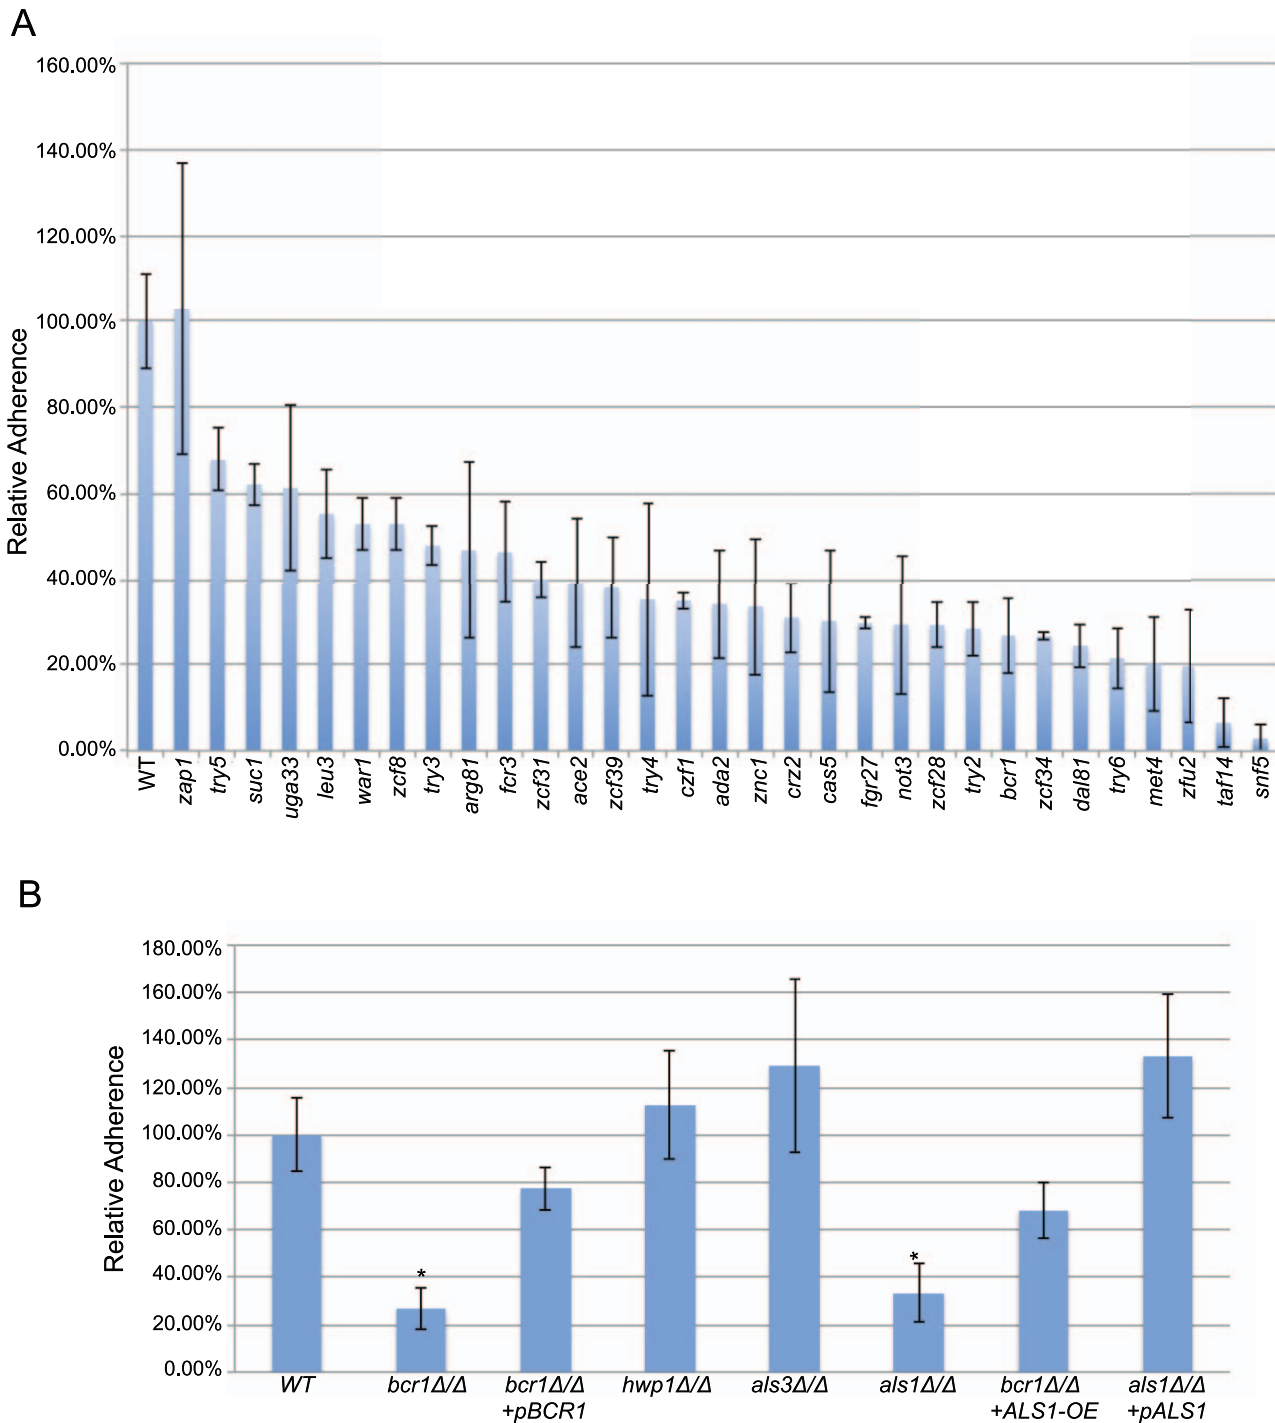 A
Relative Adherence
160.00%
140.00%
120.00%
100.00%
80.00%
60.00%
40.00%
20.00%
0.00%
WT
zap1
try5
suc1
uga33
leu3
war1
zcf8
try3
arg81
fcr3
zcf31
ace2
zcf39
try4
czf1
ada2
znc1
crz2
cas5
fgr27
not3
zcf28
try2
bcr1
zcf34
dal81
try6
met4
zfu2
taf14
snf5
B
Relative Adherence
180.00%
160.00%
140.00%
120.00%
100.00%
80.00%
60.00%
40.00%
20.00%
0.00%
*
*
WT
bcr1Δ/Δ
bcr1Δ/Δ
+pBCR1
hwp1Δ/Δ
als3Δ/Δ
als1Δ/Δ
bcr1Δ/Δ
+ALS1-OE
als1Δ/Δ
+pALS1